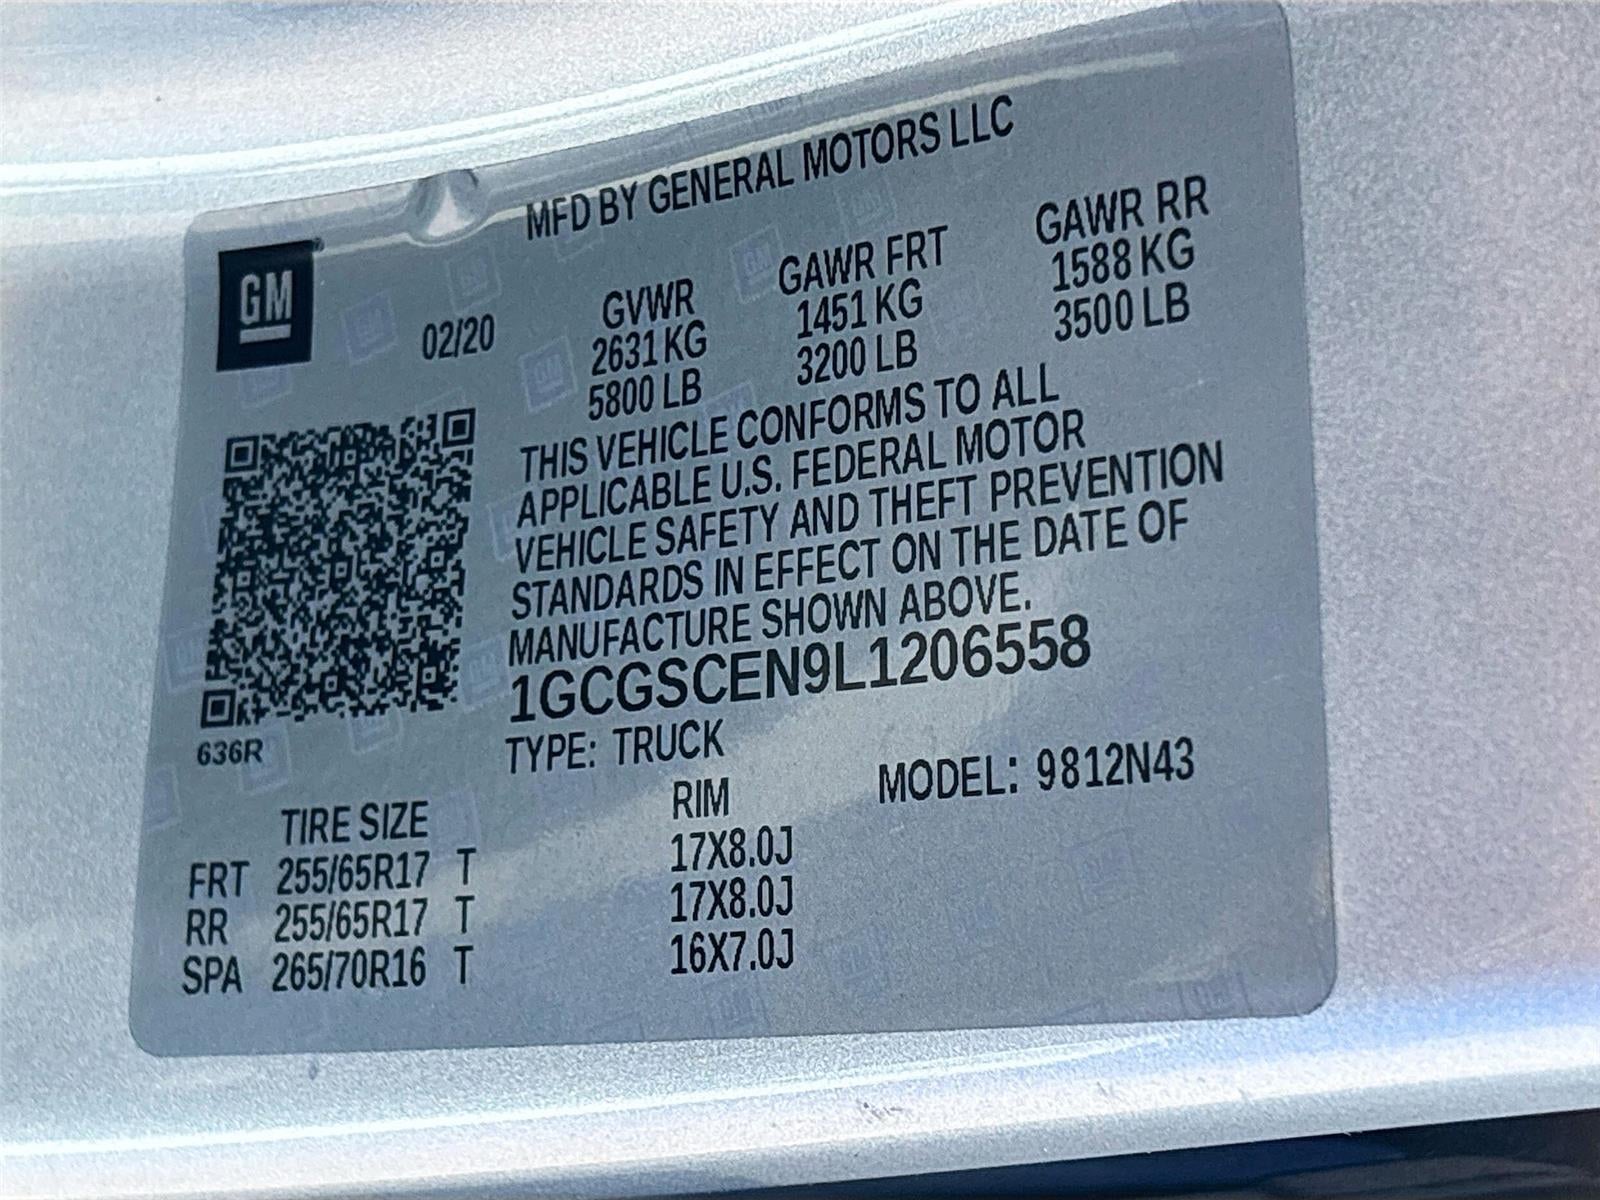 MFD BY GENERAL MOTORS LLC
GM
02/20
GVWR GAWR FRT GAWR RR
2631 KG 1451 KG 1588 KG
5800 LB 3200 LB 3500 LB
THIS VEHICLE CONFORMS TO ALL
APPLICABLE U.S. FEDERAL MOTOR
VEHICLE SAFETY AND THEFT PREVENTION
STANDARDS IN EFFECT ON THE DATE OF
MANUFACTURE SHOWN ABOVE.
1GCGSCEN9L1206558
636R
TYPE: TRUCK
MODEL: 9812N43
TIRE SIZE RIM
FRT 255/65R17 T 17X8.0J
RR 255/65R17 T 17X8.0J
SPA 265/70R16 T 16X7.0J